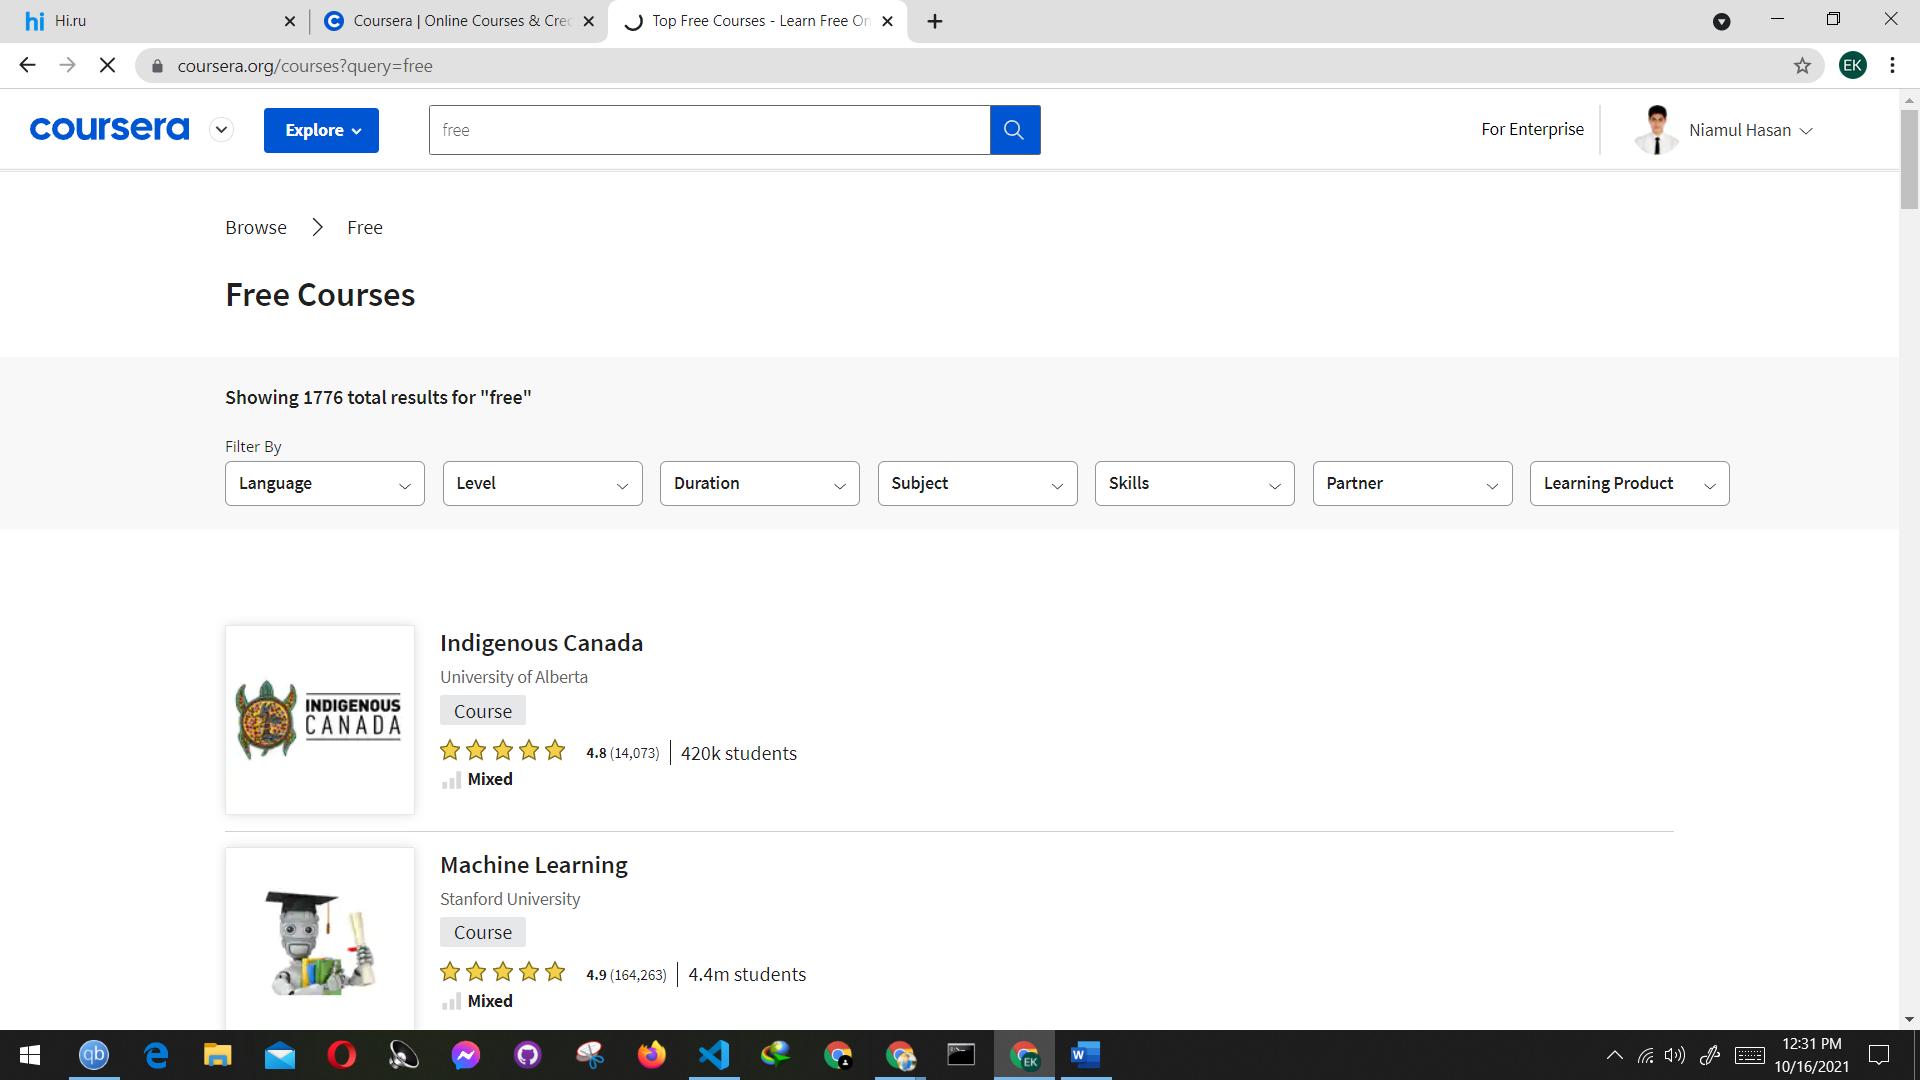 hi Hi.ru
Coursera | Online Courses & Cre
Top Free Courses - Learn Free On
coursera.org/courses?query=free
EK
coursera
Explore
free
For Enterprise
Niamul Hasan
Browse
Free
Free Courses
Showing 1776 total results for "free"
Filter By
Language
Level
Duration
Subject
Skills
Partner
Learning Product
INDIGENOUS
CANADA
Indigenous Canada
University of Alberta
Course
4.8 (14,073)
420k students
Mixed
Machine Learning
Stanford University
Course
4.9 (164,263)
4.4m students
Mixed
qb
EK
W
12:31 PM
10/16/2021